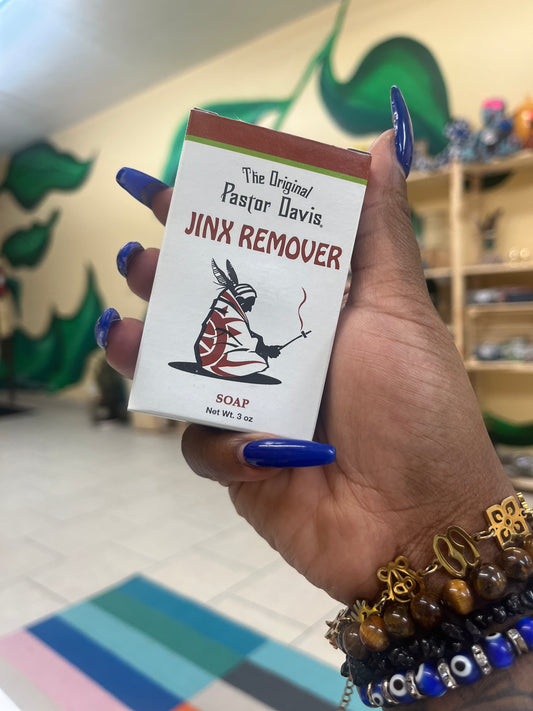 The Original
Pastor Davis®
JINX REMOVER
SOAP
Net Wt. 3 oz